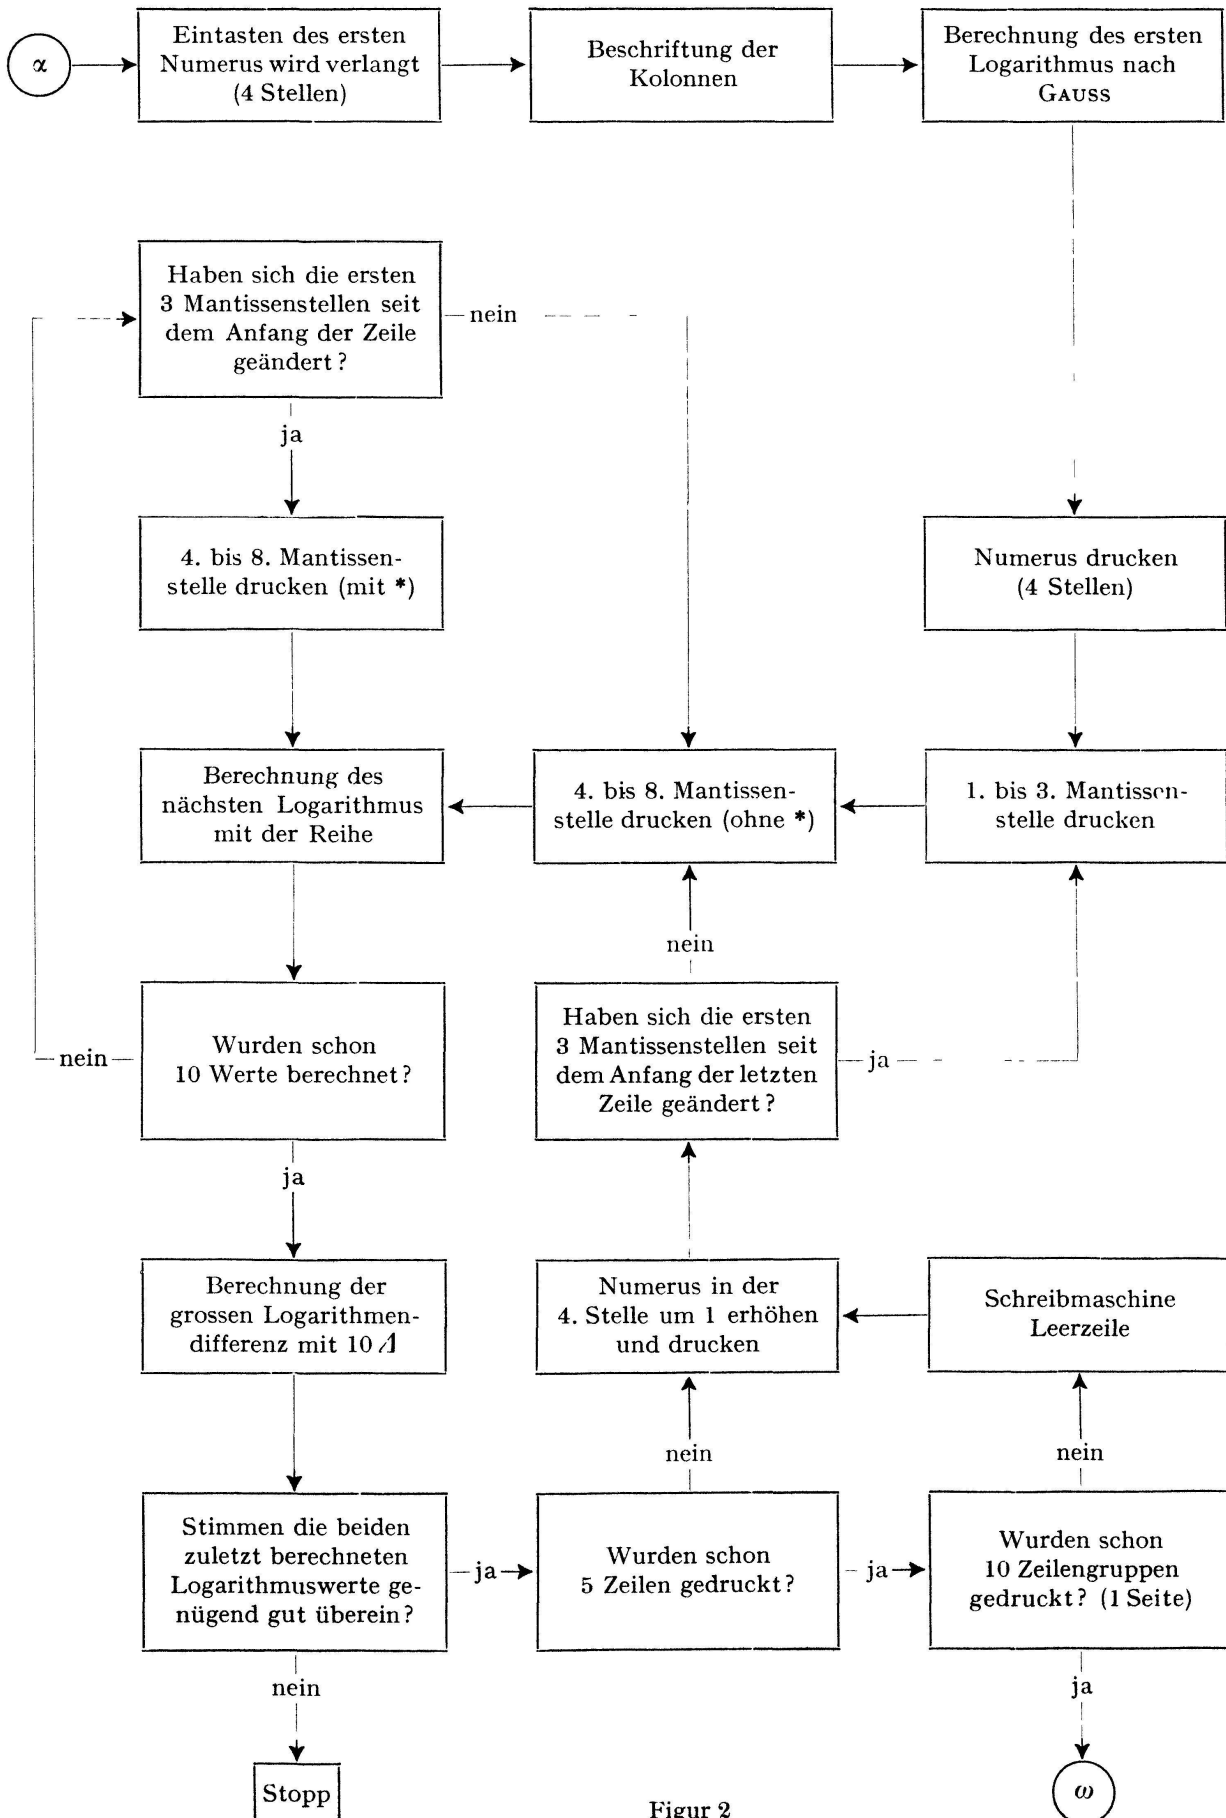 α
Eintasten des ersten
Numerus wird verlangt
(4 Stellen)
Beschriftung der
Kolonnen
Berechnung des ersten
Logarithmus nach
GAUSS
Haben sich die ersten
3 Mantissenstellen seit
dem Anfang der Zeile
geändert?
nein
ja
4. bis 8. Mantissen-
stelle drucken (mit *)
Numerus drucken
(4 Stellen)
Berechnung des
nächsten Logarithmus
mit der Reihe
4. bis 8. Mantissen-
stelle drucken (ohne *)
1. bis 3. Mantissen-
stelle drucken
nein
nein
Wurden schon
10 Werte berechnet?
Haben sich die ersten
3 Mantissenstellen seit
dem Anfang der letzten
Zeile geändert?
ja
ja
Berechnung der
grossen Logarithmen-
differenz mit 10 Δ
Numerus in der
4. Stelle um 1 erhöhen
und drucken
Schreibmaschine
Leerzeile
nein
nein
Stimmen die beiden
zuletzt berechneten
Logarithmuswerte ge-
nügend gut überein?
ja
Wurden schon
5 Zeilen gedruckt?
ja
Wurden schon
10 Zeilengruppen
gedruckt? (1 Seite)
nein
ja
Stopp
ω
Figur 2